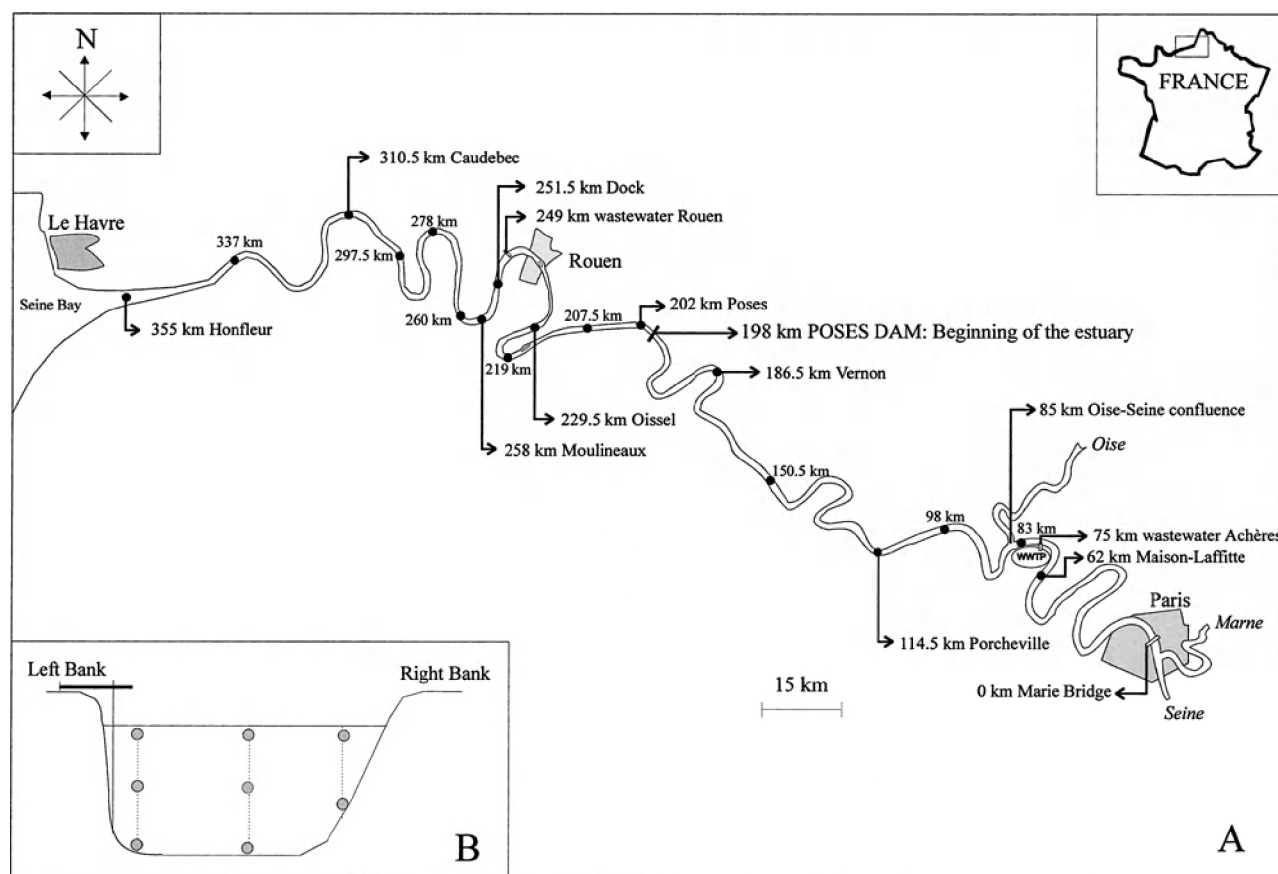 N
FRANCE
310.5 km Caudebec
251.5 km Dock
249 km wastewater Rouen
278 km
Le Havre
337 km
297.5 km
Rouen
Seine Bay
355 km Honfleur
260 km
207.5 km
202 km Poses
198 km POSES DAM: Beginning of the estuary
219 km
186.5 km Vernon
229.5 km Oissel
258 km Moulineaux
85 km Oise-Seine confluence
Oise
150.5 km
98 km
83 km
75 km wastewater Achères
WWTP
62 km Maison-Laffitte
Paris
Marne
114.5 km Porcheville
15 km
0 km Marie Bridge
Seine
Left Bank
Right Bank
B
A